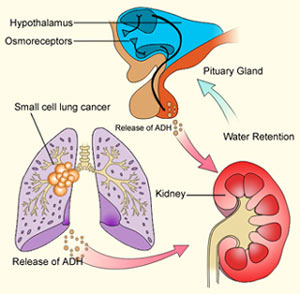 Hypothalamus
Osmoreceptors
Pituary Gland
Small cell lung cancer
Release of ADH
Water Retention
Kidney
Release of ADH